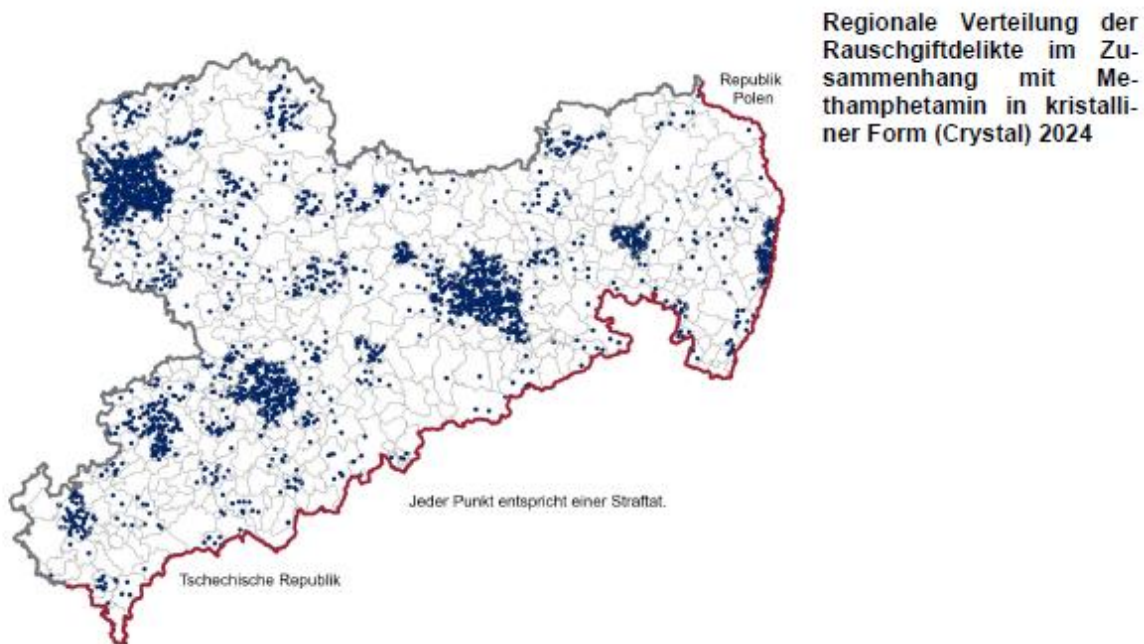 Regionale Verteilung der
Rauschgiftdelikte im Zu-
sammenhang mit Me-
thamphetamin in kristalli-
ner Form (Crystal) 2024
Republik
Polen
Jeder Punkt entspricht einer Straftat.
Tschechische Republik